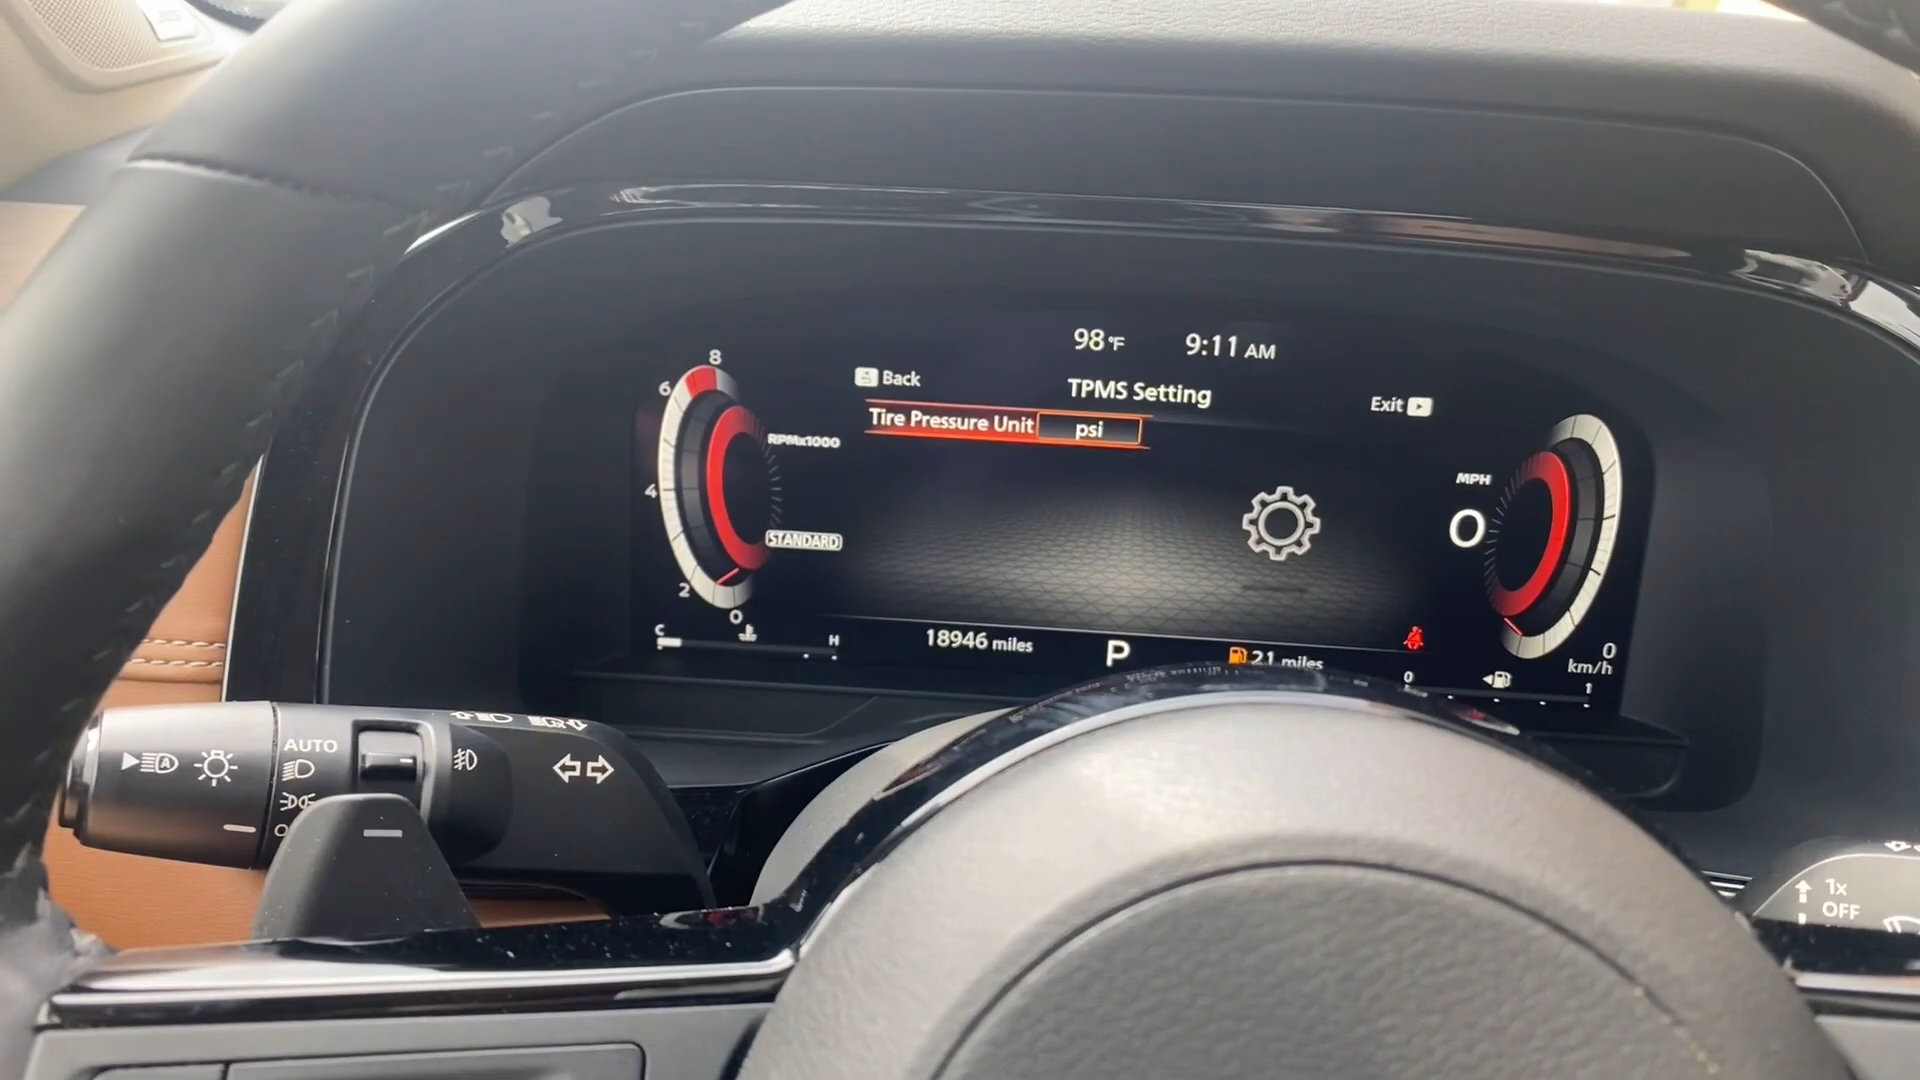 98°F 9:11 AM
Back
TPMS Setting
Exit
Tire Pressure Unit psi
8
6
4
2
0
RPMx1000
STANDARD
MPH
0
0
km/h
C H
18946 miles
P
21 miles
0 1
AUTO
A
1x
OFF